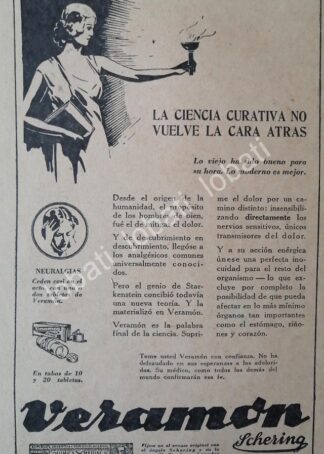 LA CIENCIA CURATIVA NO
VUELVE LA CARA ATRAS
Lo viejo ha sido bueno para
su hora. Lo moderno es mejor.
NEURALGIAS
Ceden
Veramón.
En tubos de 10
y 20 tabletas.
Desde el origen de la
humanidad, el propósito
de los hombres de bien,
fué el de evitar el dolor.
Y de descubrimiento
en descubrimiento, llegóse a
los analgésicos comunes
universalmente conoci-
dos.
Pero el genio de Star-
kenstein concibió todavía
una nueva teoría. Y la
materializó en Veramón.
Veramón es la palabra
final de la ciencia. Supri-
me el dolor por un ca-
mino distinto: insensibili-
zando directamente los
nervios sensitivos, únicos
transmisores del dolor.
Y a su acción enérgica
únese una perfecta ino-
cuidad para el resto del
organismo — lo que ex-
cluye por completo la
posibilidad de que pueda
afectar en lo más mínimo
órganos tan importantes
como el estómago, riño-
nes y corazón.
Tome usted Veramón con confianza. No ha
defraudado en sus esperanzas a los adolori-
dos. Su médico, como todos los demás del
mundo confirmarán esa fe.
Veramón
Schering
Fíjese en el envase original con